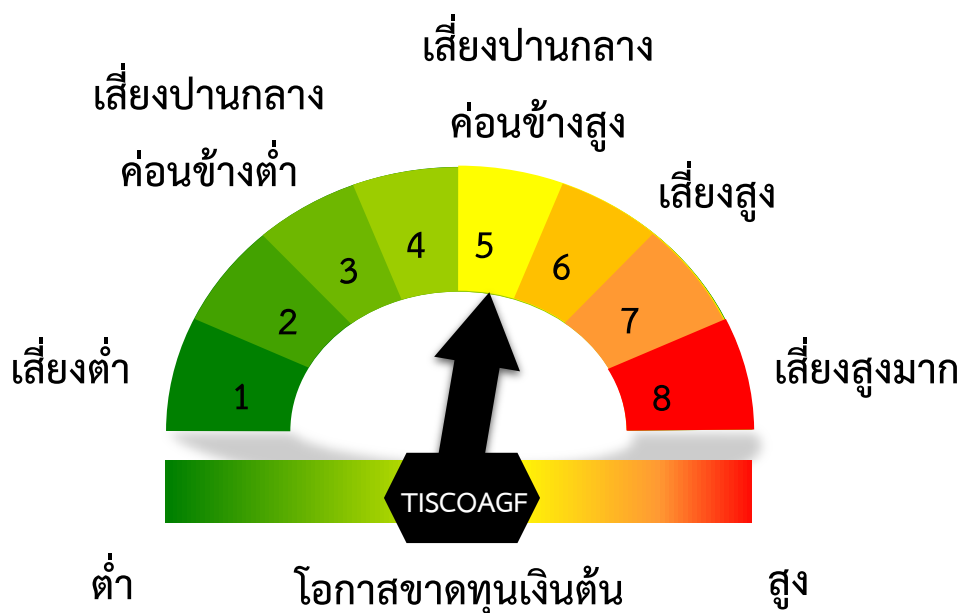 เสี่ยงปานกลาง
ค่อนข้างสูง
เสี่ยงปานกลาง
ค่อนข้างต่ำ
เสี่ยงสูง
4
5
3
6
2
7
เสี่ยงต่ำ
1
8
เสี่ยงสูงมาก
TISCOAGF
ต่ำ
โอกาสขาดทุนเงินต้น
สูง